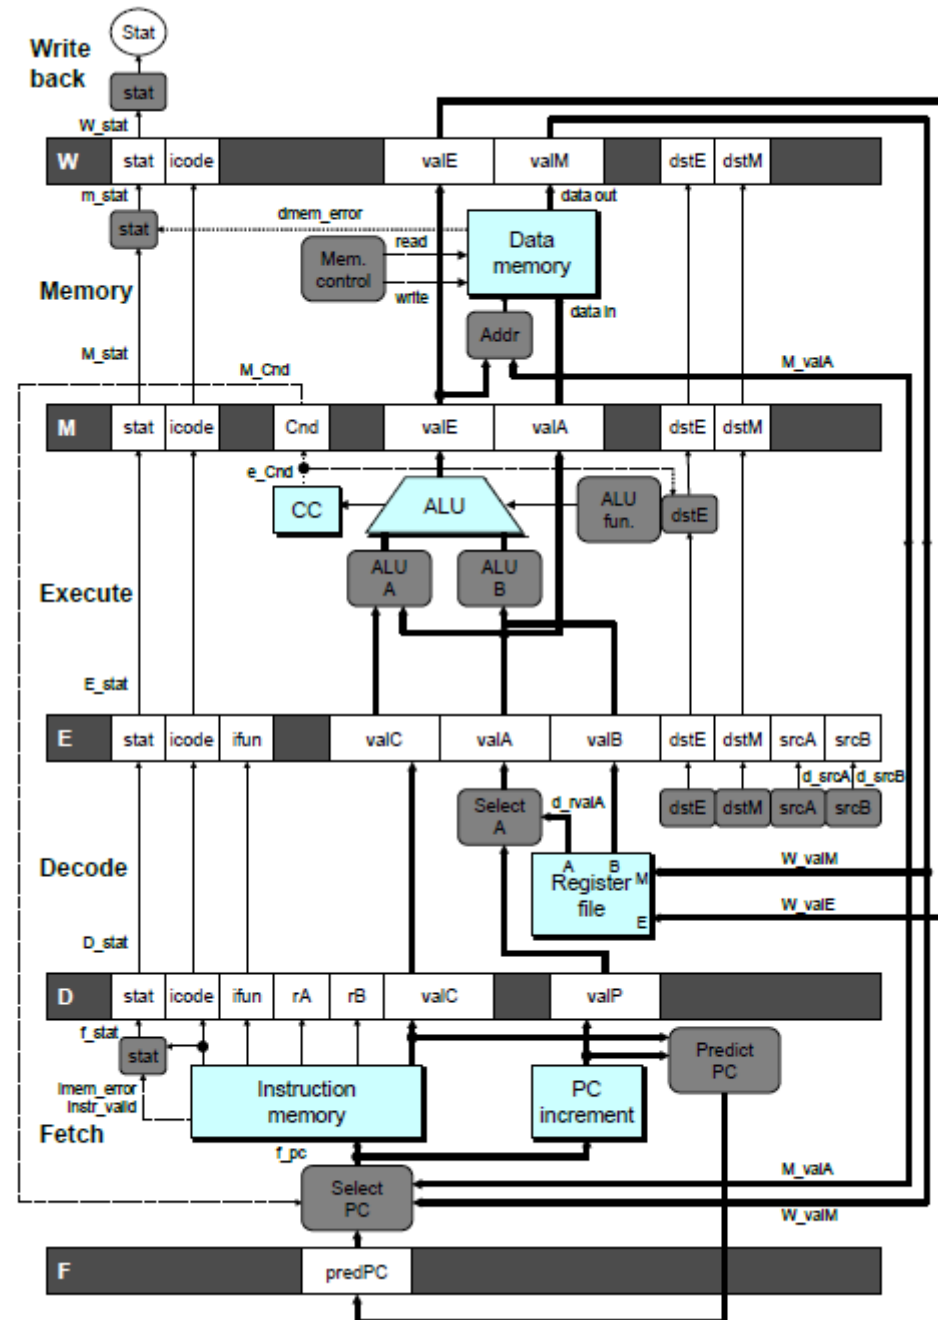 Stat
Write
back
stat
W_stat
W stat icode valE valM dstE dstM
m_stat
data out
dmem_error
stat
read
Data
memory
Mem.
control
Memory
write
data in
Addr
M_stat
M_Cnd
M_valA
M stat icode Cnd valE valA dstE dstM
e_Cnd
CC
ALU
ALU
fun.
dstE
ALU
A
ALU
B
Execute
E_stat
E stat icode ifun valC valA valB dstE dstM srcA srcB
d_srcA d_srcB
Select
A
d_rvalA
dstE dstM srcA srcB
A B
M
Register
file
E
W_valM
Decode
W_valE
D_stat
D stat icode ifun rA rB valC valP
f_stat
stat
Predict
PC
Imem_error
Instr_valid
Instruction
memory
PC
increment
Fetch
f_pc
M_valA
Select
PC
W_valM
F predPC